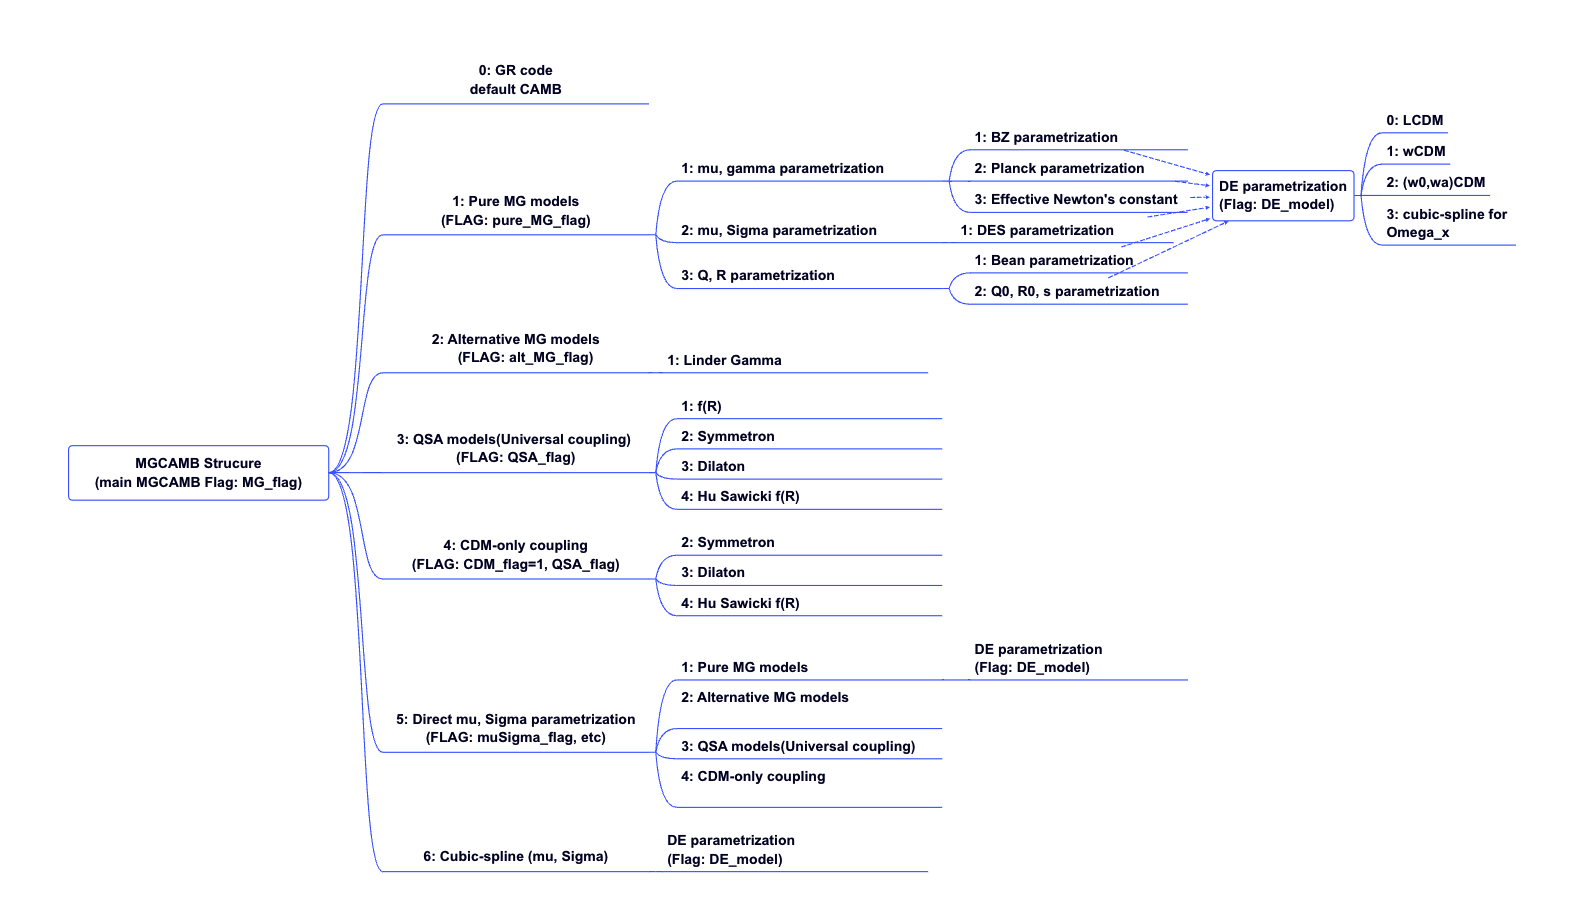 MGCAMB Strucure
(main MGCAMB Flag: MG_flag)
0: GR code
default CAMB
1: Pure MG models
(FLAG: pure_MG_flag)
1: mu, gamma parametrization
1: BZ parametrization
2: Planck parametrization
3: Effective Newton's constant
2: mu, Sigma parametrization
1: DES parametrization
3: Q, R parametrization
1: Bean parametrization
2: Q0, R0, s parametrization
DE parametrization
(Flag: DE_model)
0: LCDM
1: wCDM
2: (w0,wa)CDM
3: cubic-spline for
Omega_x
2: Alternative MG models
(FLAG: alt_MG_flag)
1: Linder Gamma
3: QSA models(Universal coupling)
(FLAG: QSA_flag)
1: f(R)
2: Symmetron
3: Dilaton
4: Hu Sawicki f(R)
4: CDM-only coupling
(FLAG: CDM_flag=1, QSA_flag)
2: Symmetron
3: Dilaton
4: Hu Sawicki f(R)
5: Direct mu, Sigma parametrization
(FLAG: muSigma_flag, etc)
1: Pure MG models
DE parametrization
(Flag: DE_model)
2: Alternative MG models
3: QSA models(Universal coupling)
4: CDM-only coupling
6: Cubic-spline (mu, Sigma)
DE parametrization
(Flag: DE_model)